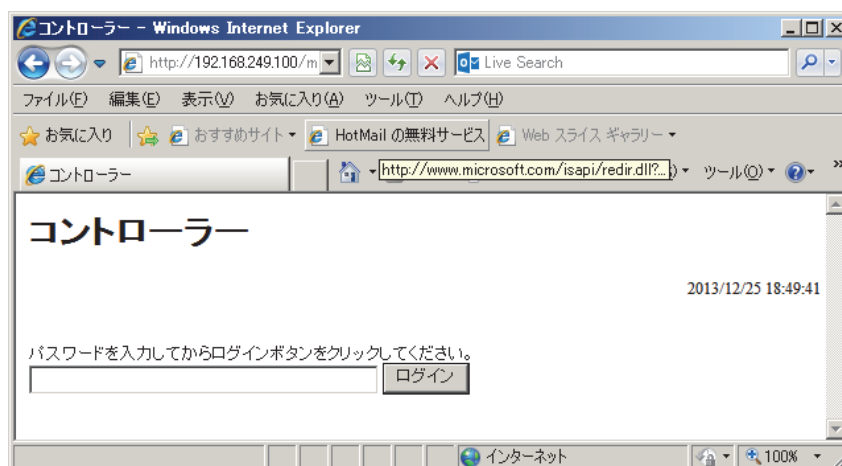 コントローラー - Windows Internet Explorer
http://192.168.249.100/m
Live Search
ファイル(F) 編集(E) 表示(V) お気に入り(A) ツール(T) ヘルプ(H)
お気に入り おすすめサイト HotMail の無料サービス Web スライス ギャラリー
コントローラー
http://www.microsoft.com/isapi/redir.dll?...
ツール(O)
コントローラー
2013/12/25 18:49:41
パスワードを入力してからログインボタンをクリックしてください。
ログイン
インターネット
100%